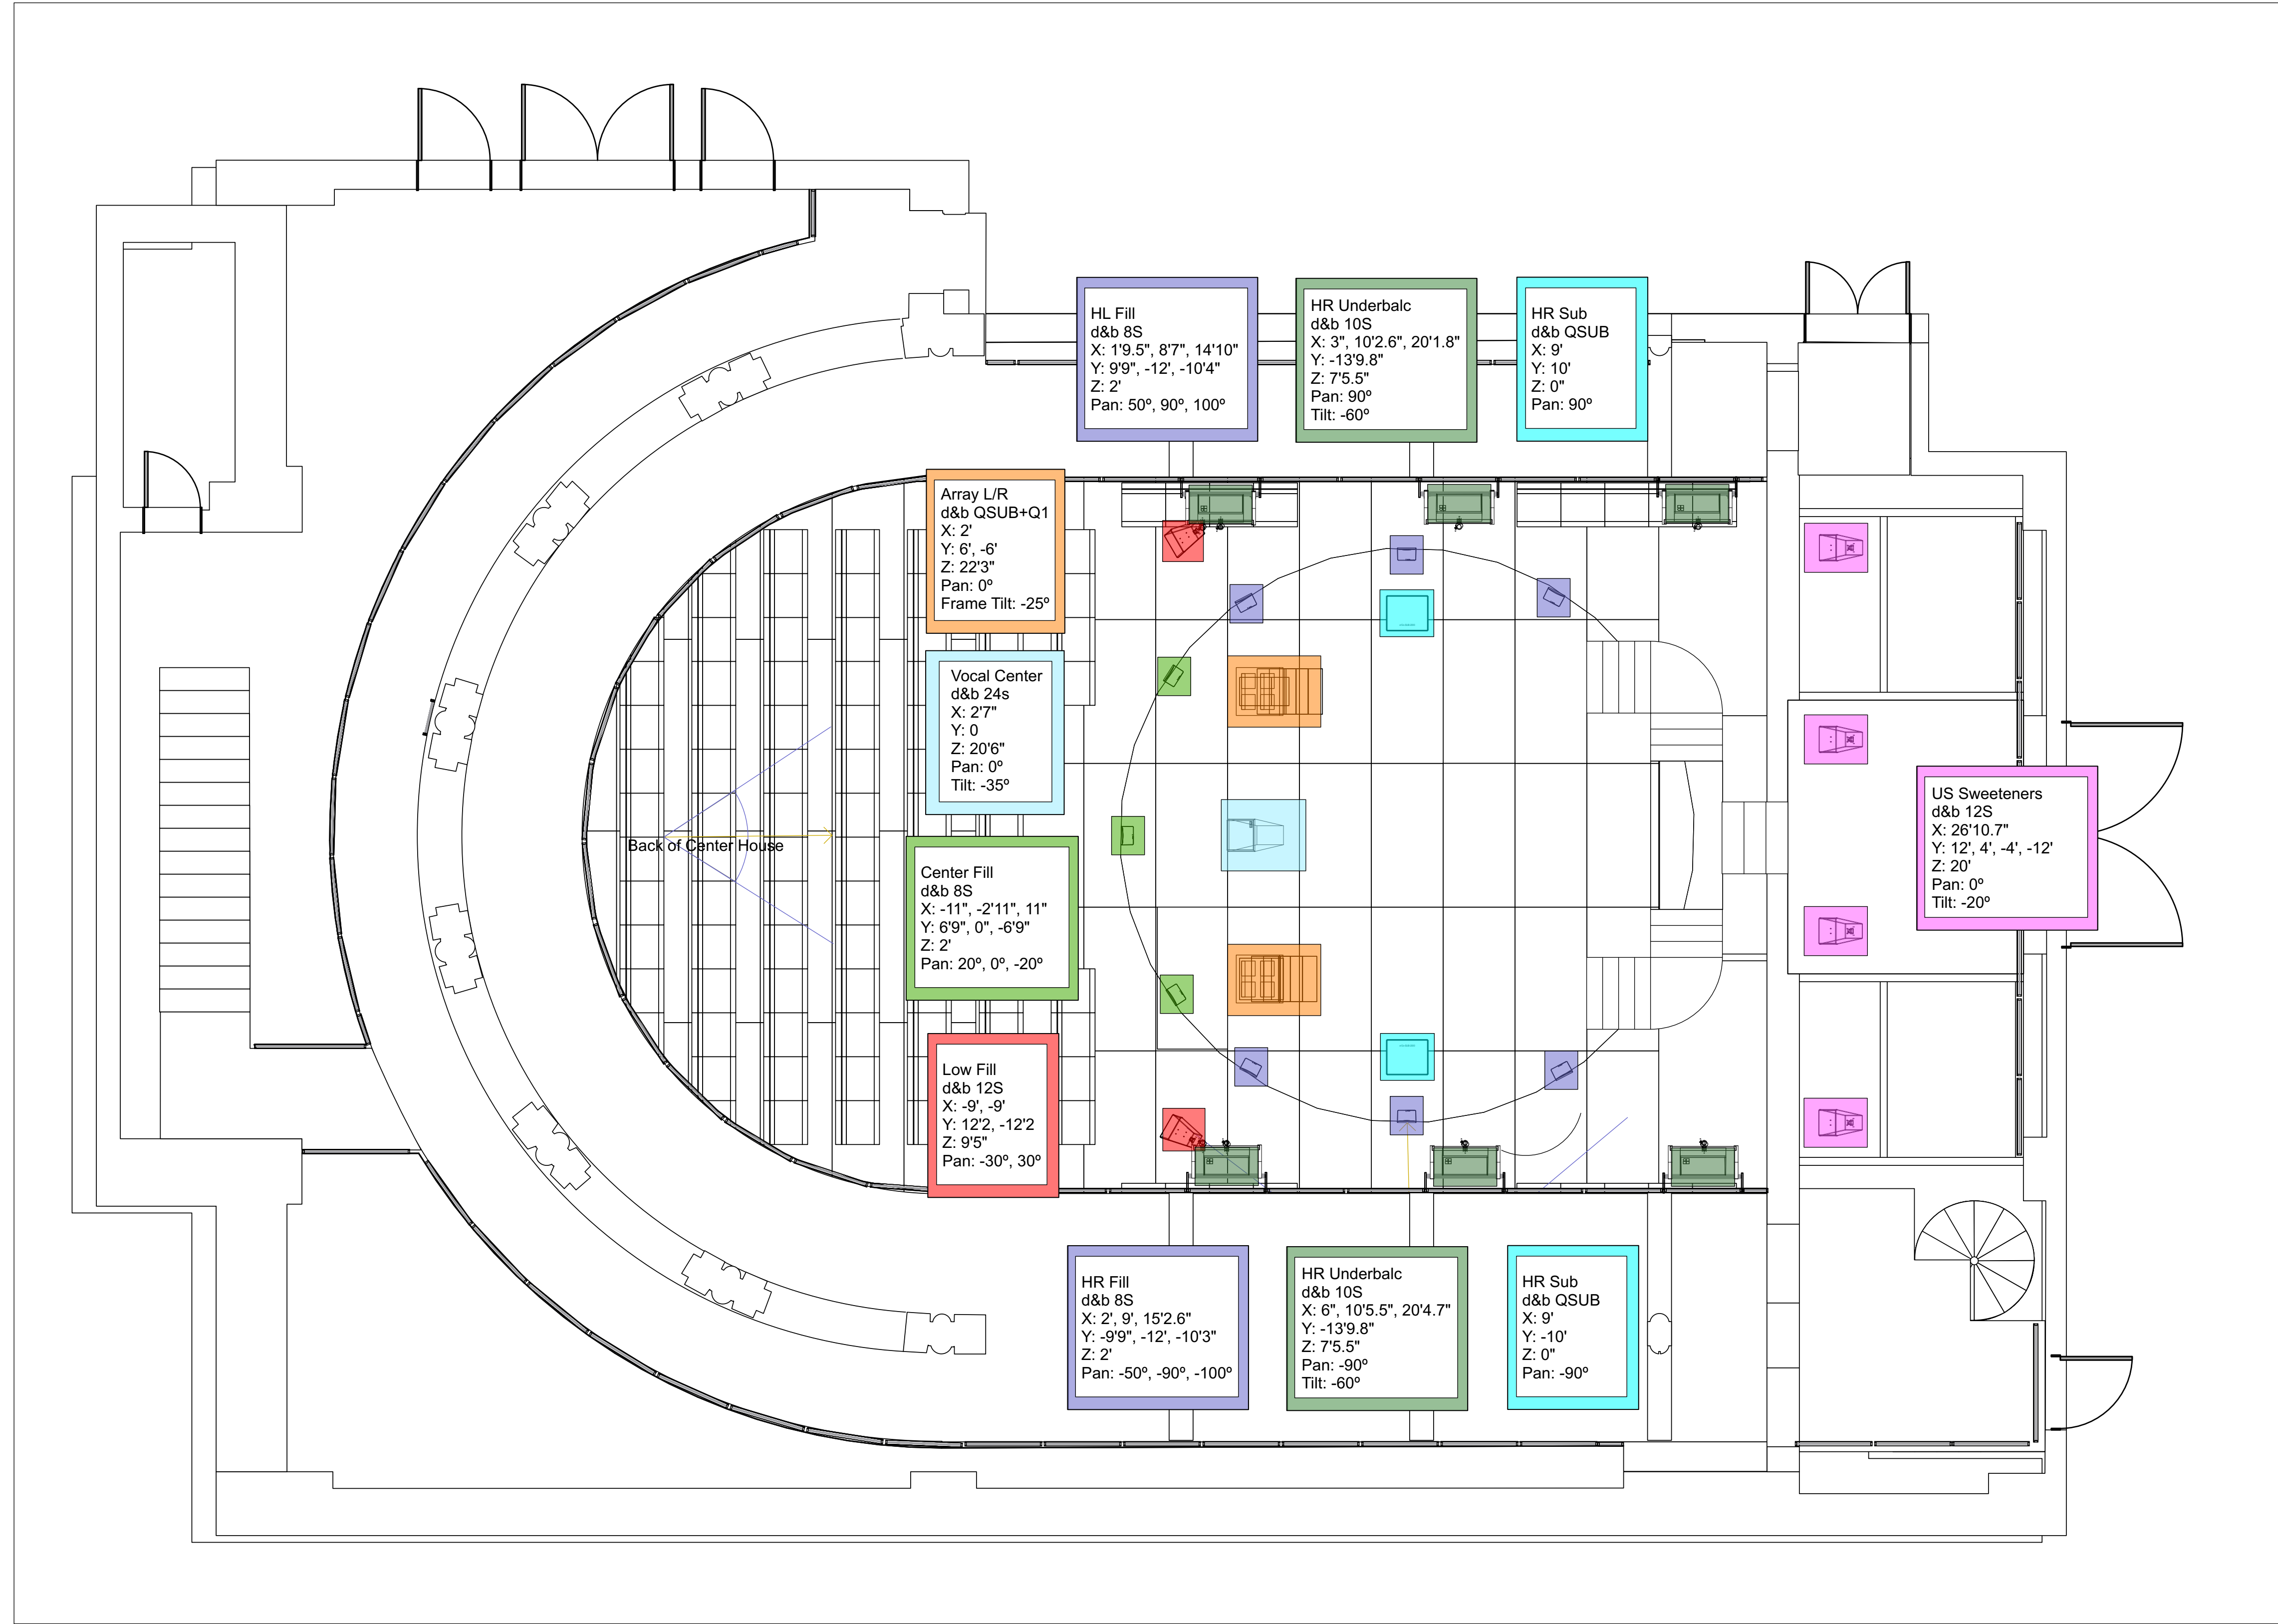 HL Fill
d&b 8S
X: 1'9.5", 8'7", 14'10"
Y: 9'9", -12', -10'4"
Z: 2'
Pan: 50º, 90º, 100º
HR Underbalc
d&b 10S
X: 3", 10'2.6", 20'1.8"
Y: -13'9.8"
Z: 7'5.5"
Pan: 90º
Tilt: -60º
HR Sub
d&b QSUB
X: 9'
Y: 10'
Z: 0"
Pan: 90º
Array L/R
d&b QSUB+Q1
X: 2'
Y: 6', -6'
Z: 22'3"
Pan: 0º
Frame Tilt: -25º
Vocal Center
d&b 24s
X: 2'7"
Y: 0
Z: 20'6"
Pan: 0º
Tilt: -35º
Back of Center House
Center Fill
d&b 8S
X: -11", -2'11", 11"
Y: 6'9", 0", -6'9"
Z: 2'
Pan: 20º, 0º, -20º
US Sweeteners
d&b 12S
X: 26'10.7"
Y: 12', 4', -4', -12'
Z: 20'
Pan: 0º
Tilt: -20º
Low Fill
d&b 12S
X: -9', -9'
Y: 12'2, -12'2
Z: 9'5"
Pan: -30º, 30º
HR Fill
d&b 8S
X: 2', 9', 15'2.6"
Y: -9'9", -12', -10'3"
Z: 2'
Pan: -50º, -90º, -100º
HR Underbalc
d&b 10S
X: 6", 10'5.5", 20'4.7"
Y: -13'9.8"
Z: 7'5.5"
Pan: -90º
Tilt: -60º
HR Sub
d&b QSUB
X: 9'
Y: -10'
Z: 0"
Pan: -90º